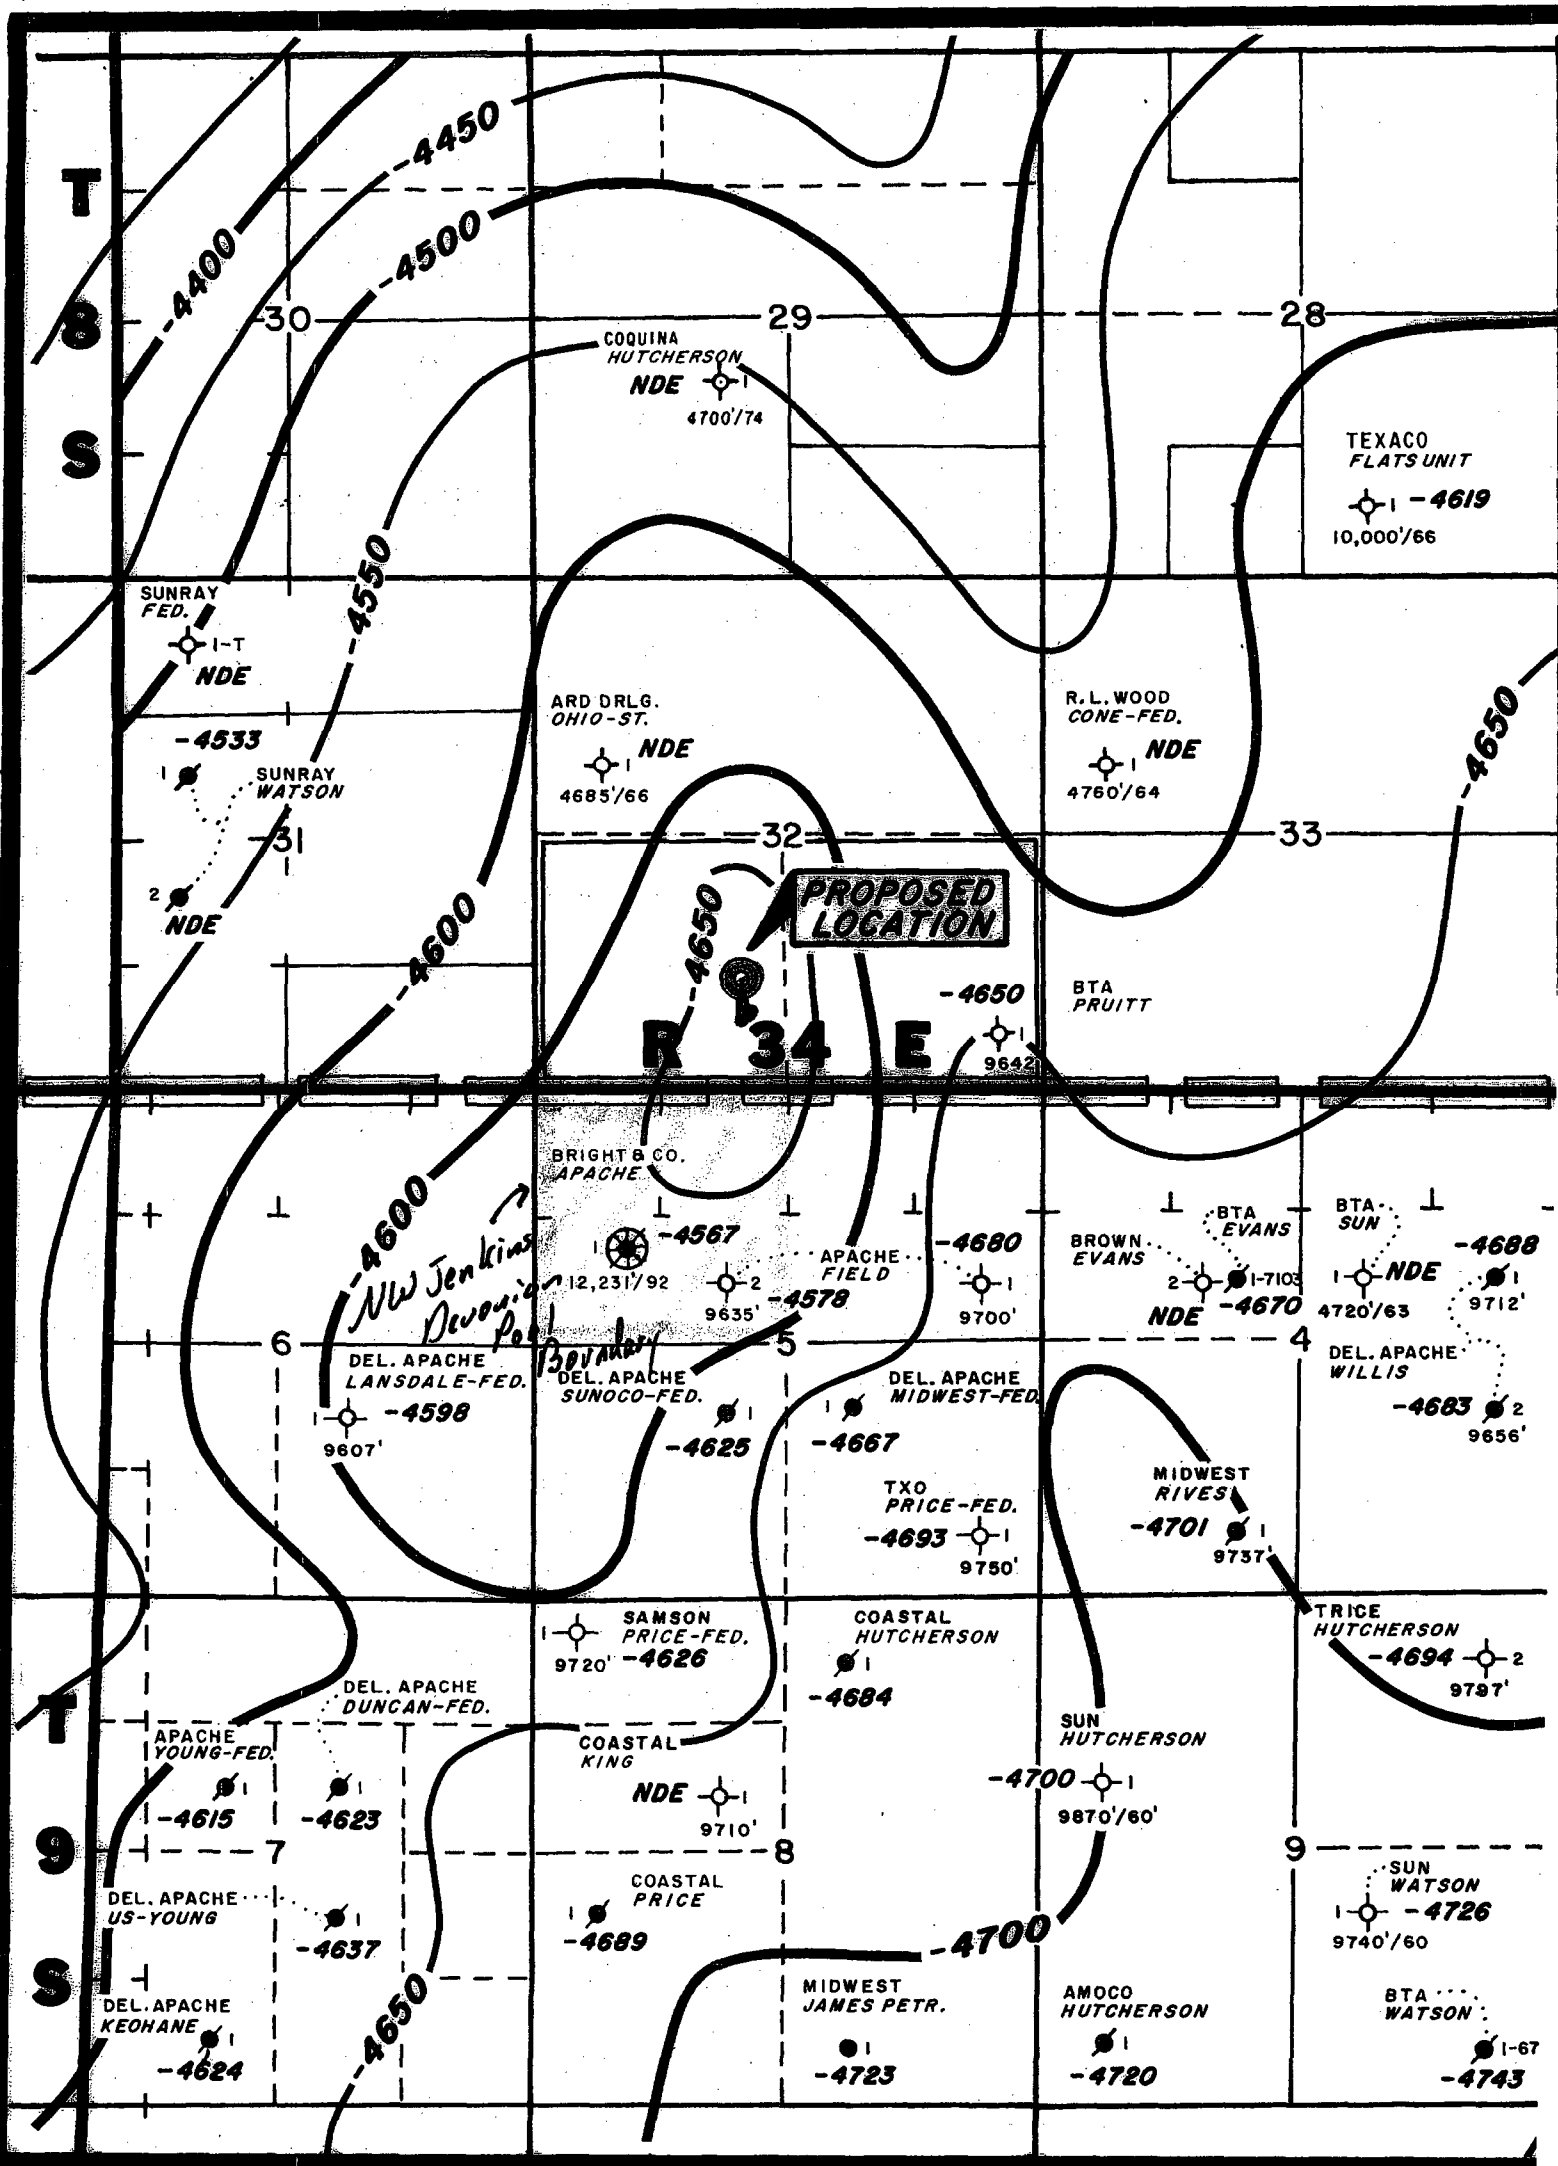 T
8
S
-4450
-4400
-4500
30
29
28
COQUINA
HUTCHERSON
NDE
1
4700'/74
TEXACO
FLATS UNIT
1 -4619
10,000'/66
-4550
SUNRAY
FED.
1-T
NDE
ARD DRLG.
OHIO-ST.
1 NDE
4685'/66
R.L. WOOD
CONE-FED.
1 NDE
4760'/64
-4650
-4533
1
SUNRAY
WATSON
31
32
33
2
NDE
-4600
-4650
PROPOSED
LOCATION
-4650
1
9642'
BTA
PRUITT
R 34 E
BRIGHT & CO.
APACHE
-4600
NW Jenkins
Devonian
Pool
Boundary
1
-4567
12,231'/92
2
9635'
-4578
APACHE
FIELD
-4680
1
9700'
BROWN
EVANS
2
NDE
BTA
EVANS
1-7103
-4670
BTA
SUN
1 NDE
4720'/63
-4688
1
9712'
6
5
4
DEL. APACHE
LANSDALE-FED.
1 -4598
9607'
DEL. APACHE
SUNOCO-FED.
1
-4625
DEL. APACHE
MIDWEST-FED.
1
-4667
DEL. APACHE
WILLIS
-4683 2
9656'
TXO
PRICE-FED.
-4693 1
9750'
MIDWEST
RIVES
-4701 1
9737'
SAMSON
PRICE-FED.
1
9720' -4626
COASTAL
HUTCHERSON
1
-4684
TRICE
HUTCHERSON
-4694 2
9797'
T
9
S
DEL. APACHE
DUNCAN-FED.
1
-4623
APACHE
YOUNG-FED.
1
-4615
COASTAL
KING
NDE 1
9710'
SUN
HUTCHERSON
-4700 1
9870'/60'
7
8
9
DEL. APACHE
US-YOUNG
1
-4637
COASTAL
PRICE
1
-4689
SUN
WATSON
1 -4726
9740'/60
-4700
-4650
DEL. APACHE
KEOHANE
1
-4624
MIDWEST
JAMES PETR.
1
-4723
AMOCO
HUTCHERSON
1
-4720
BTA
WATSON
1-67
-4743